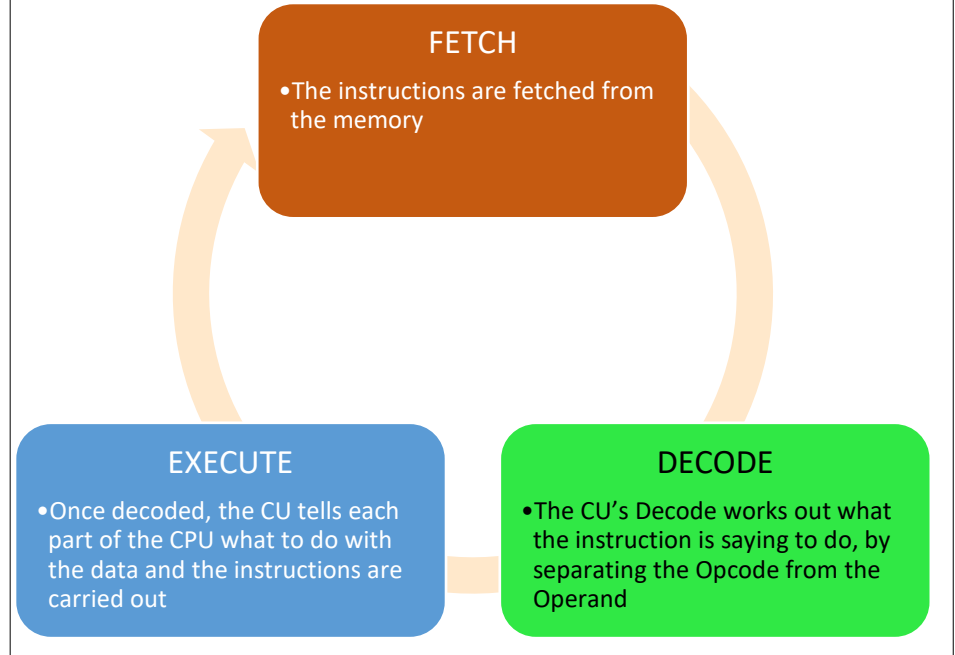 FETCH
•The instructions are fetched from
the memory
EXECUTE
•Once decoded, the CU tells each
part of the CPU what to do with
the data and the instructions are
carried out
DECODE
•The CU's Decode works out what
the instruction is saying to do, by
separating the Opcode from the
Operand